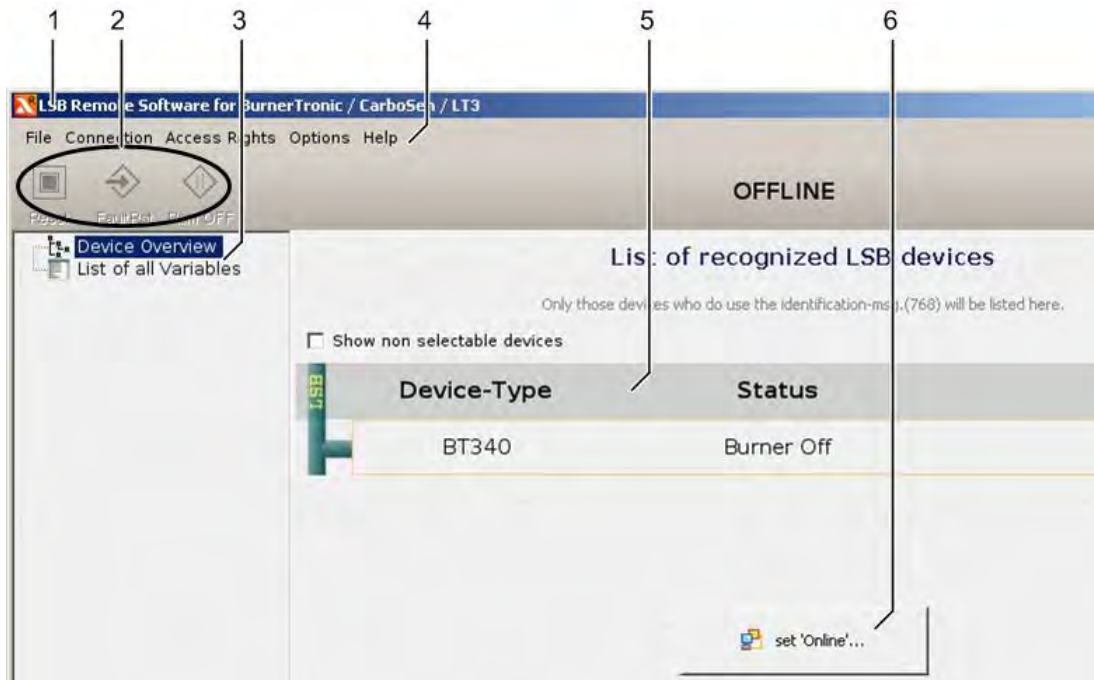 1 2 3 4 5 6
LSB Remote Software for BurnerTronic / CarboSen / LT3
File Connection Access Rights Options Help
OFFLINE
Device Overview
List of all Variables
List of recognized LSB devices
Only those devices who do use the identification-msg.(768) will be listed here.
Show non selectable devices
LSB
Device-Type Status
BT340 Burner Off
set 'Online'...